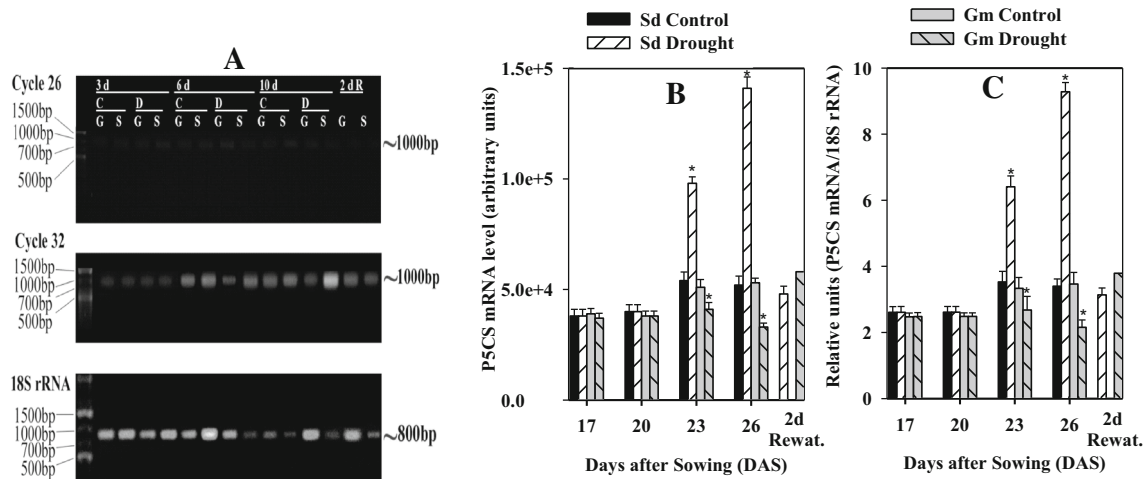 A
Cycle 26
3 d 6 d 10 d 2 d R
C D C D C D
G S G S G S G S G S G S G S
1500bp
1000bp
700bp
500bp
~1000bp
Cycle 32
1500bp
1000bp
700bp
500bp
~1000bp
18S rRNA
1500bp
1000bp
700bp
500bp
~800bp
Sd Control
Sd Drought
Gm Control
Gm Drought
B
P5CS mRNA level (arbitrary units)
1.5e+5
1.0e+5
5.0e+4
0.0
* * * *
17 20 23 26 2d
Rewat.
Days after Sowing (DAS)
C
Relative units (P5CS mRNA/18S rRNA)
10
8
6
4
2
0
* * * *
17 20 23 26 2d
Rewat.
Days after Sowing (DAS)